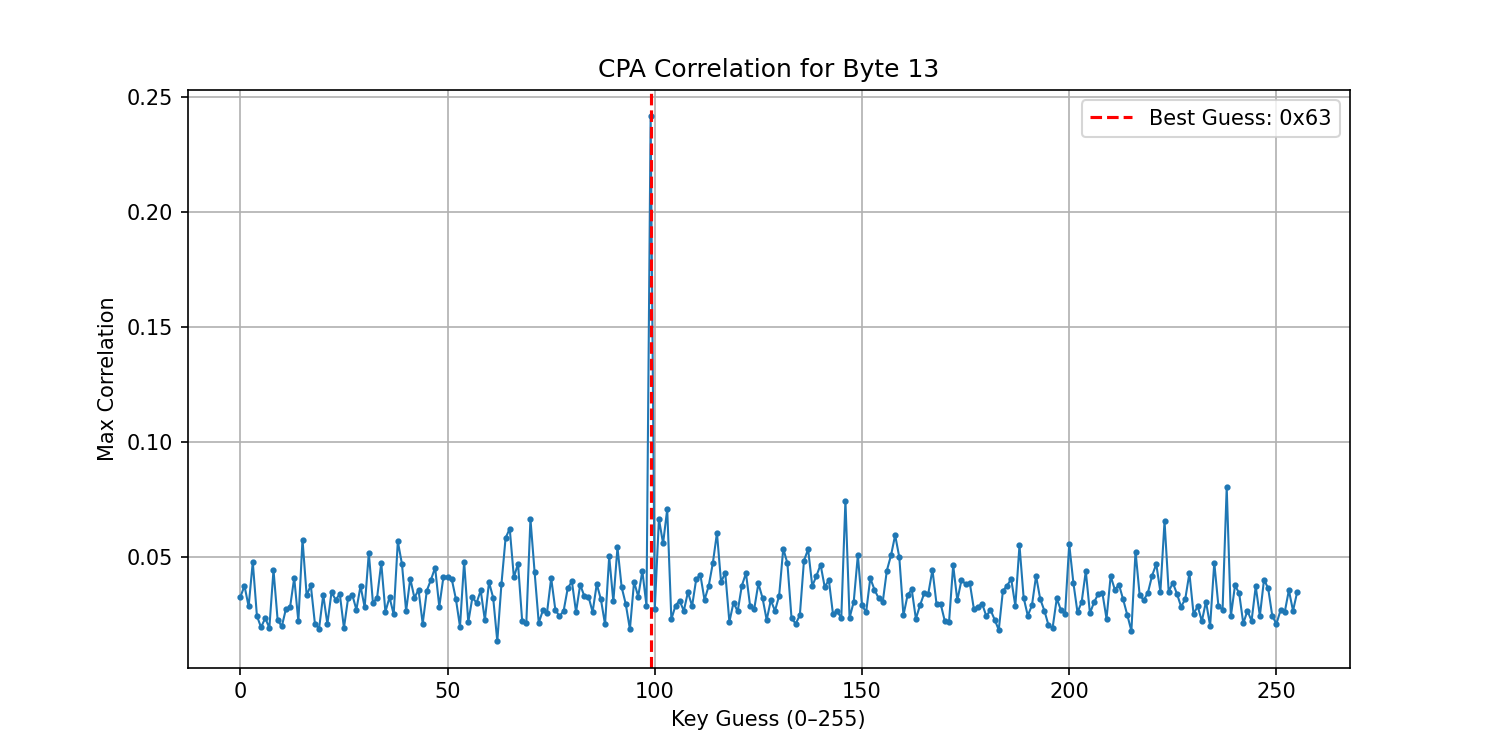 CPA Correlation for Byte 13
Best Guess: 0x63
Max Correlation
0.25
0.20
0.15
0.10
0.05
0 50 100 150 200 250
Key Guess (0–255)